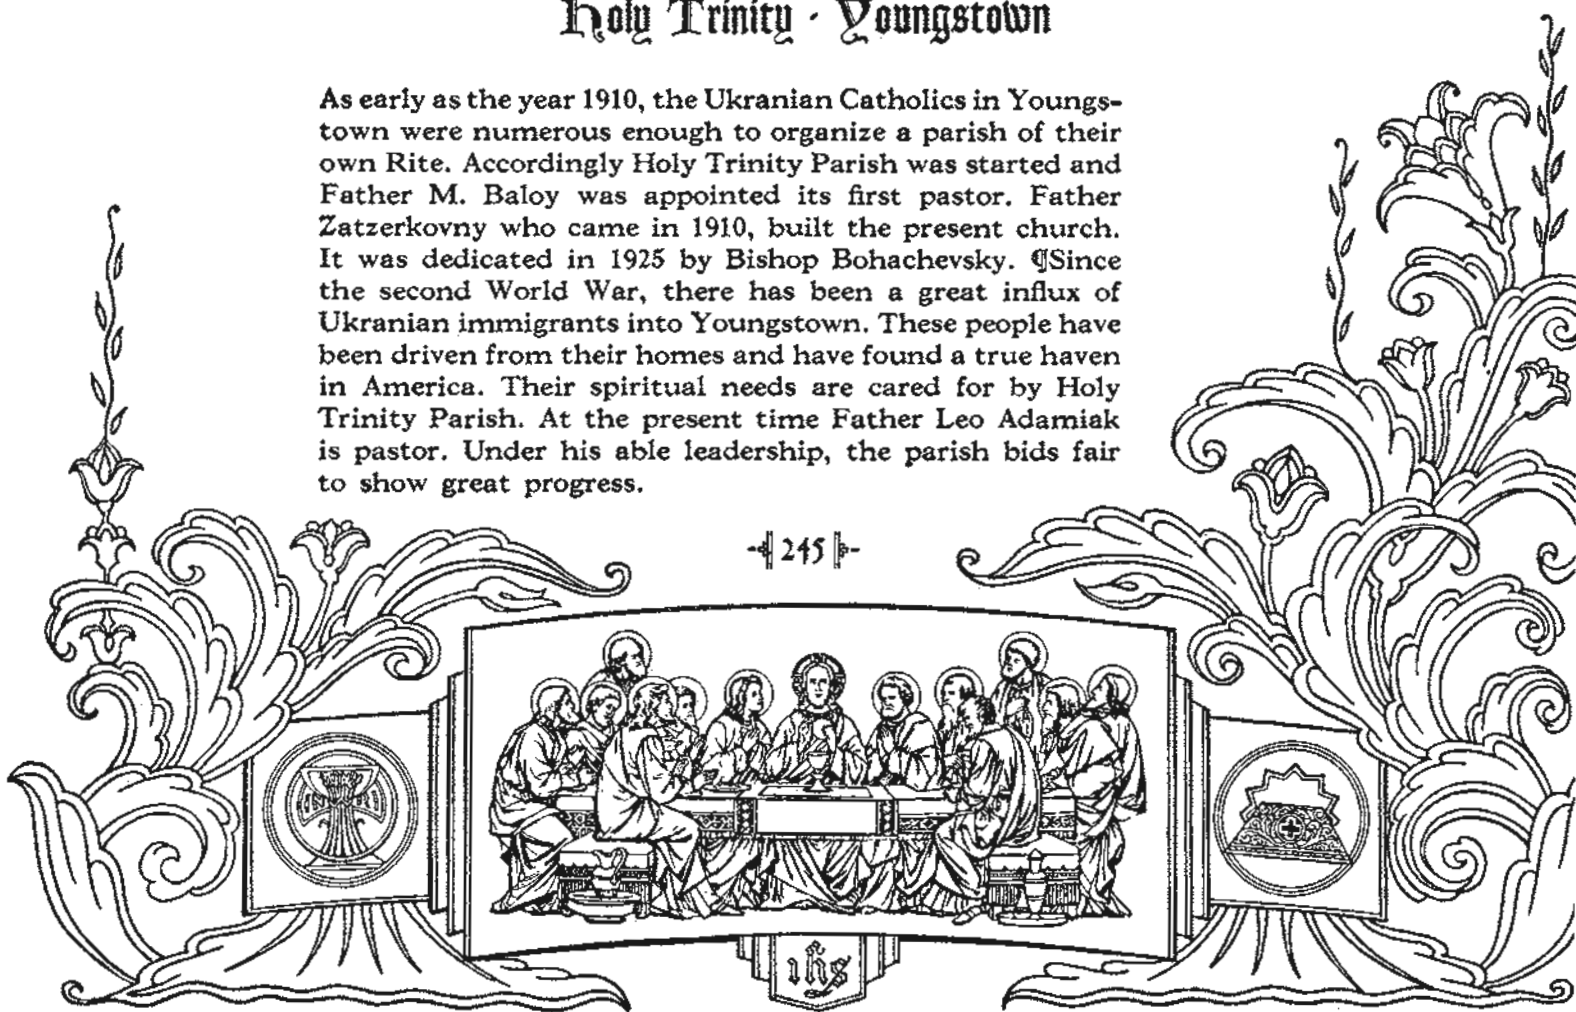 Holy Trinity · Youngstown
As early as the year 1910, the Ukranian Catholics in Youngs-
town were numerous enough to organize a parish of their
own Rite. Accordingly Holy Trinity Parish was started and
Father M. Baloy was appointed its first pastor. Father
Zatzerkovny who came in 1910, built the present church.
It was dedicated in 1925 by Bishop Bohachevsky. ¶Since
the second World War, there has been a great influx of
Ukranian immigrants into Youngstown. These people have
been driven from their homes and have found a true haven
in America. Their spiritual needs are cared for by Holy
Trinity Parish. At the present time Father Leo Adamiak
is pastor. Under his able leadership, the parish bids fair
to show great progress.
245
INRI
ihs